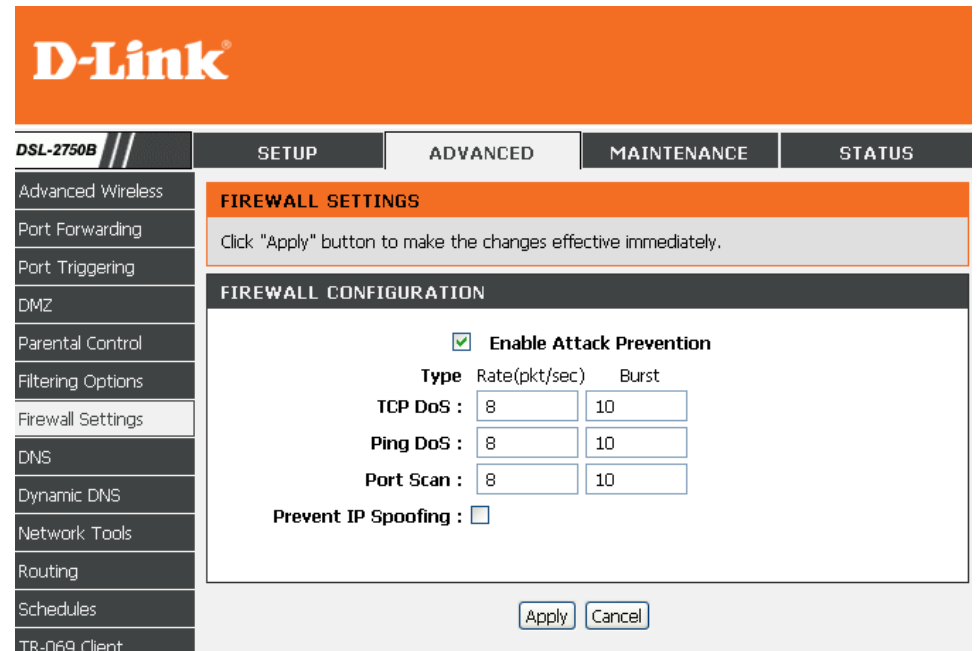 D-Link®
DSL-2750B
SETUP ADVANCED MAINTENANCE STATUS
Advanced Wireless
Port Forwarding
Port Triggering
DMZ
Parental Control
Filtering Options
Firewall Settings
DNS
Dynamic DNS
Network Tools
Routing
Schedules
TR-069 Client
FIREWALL SETTINGS
Click "Apply" button to make the changes effective immediately.
FIREWALL CONFIGURATION
Enable Attack Prevention
Type Rate(pkt/sec) Burst
TCP DoS : 8 10
Ping DoS : 8 10
Port Scan : 8 10
Prevent IP Spoofing :
Apply Cancel